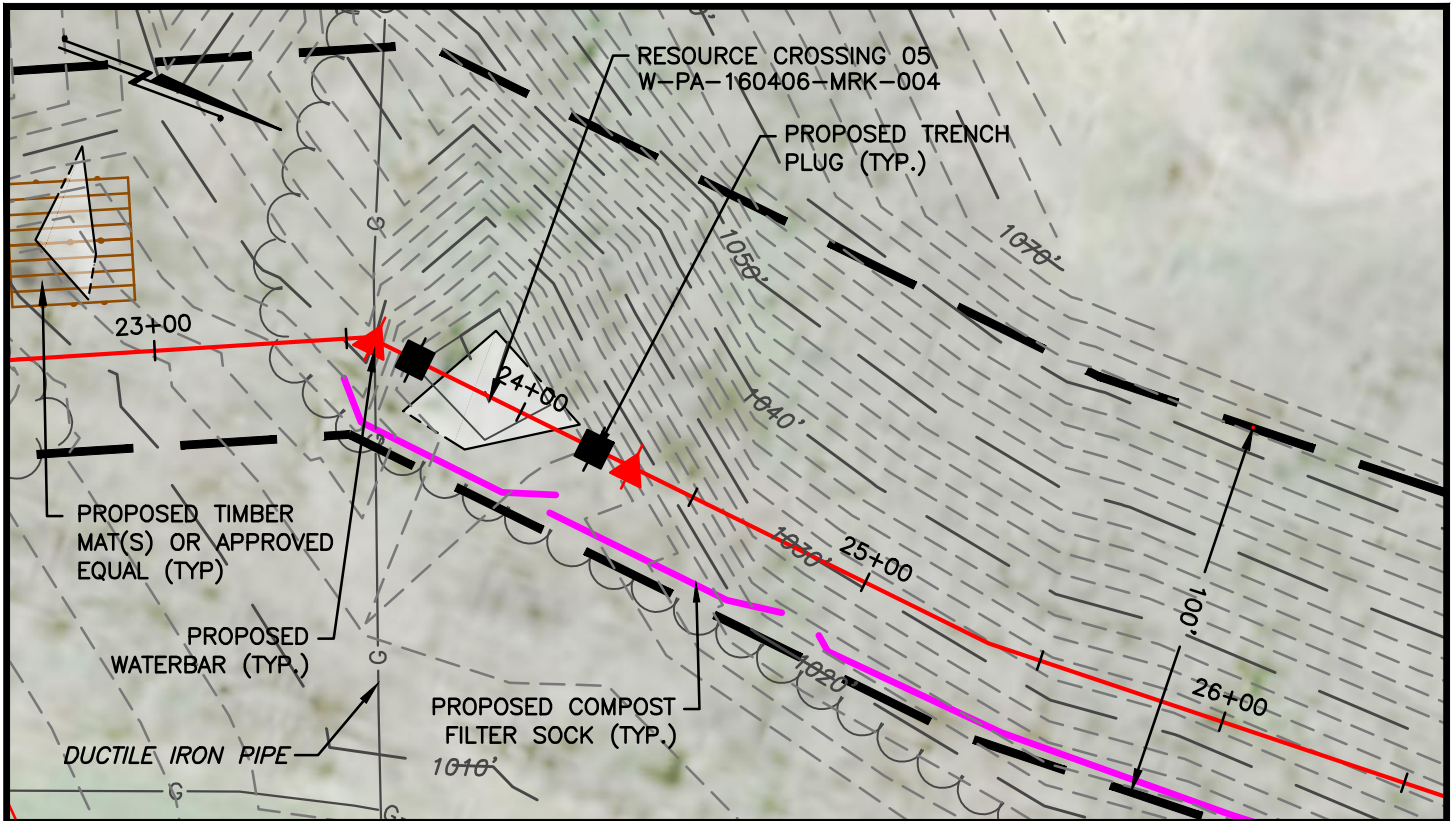 RESOURCE CROSSING 05
W-PA-160406-MRK-004
PROPOSED TRENCH
PLUG (TYP.)
G
1050'
1070'
23+00
24+00
1040'
G
PROPOSED TIMBER
MAT(S) OR APPROVED
EQUAL (TYP)
1030'
25+00
100'
PROPOSED
WATERBAR (TYP.)
G
1020'
26+00
PROPOSED COMPOST
FILTER SOCK (TYP.)
DUCTILE IRON PIPE
1010'
G
G